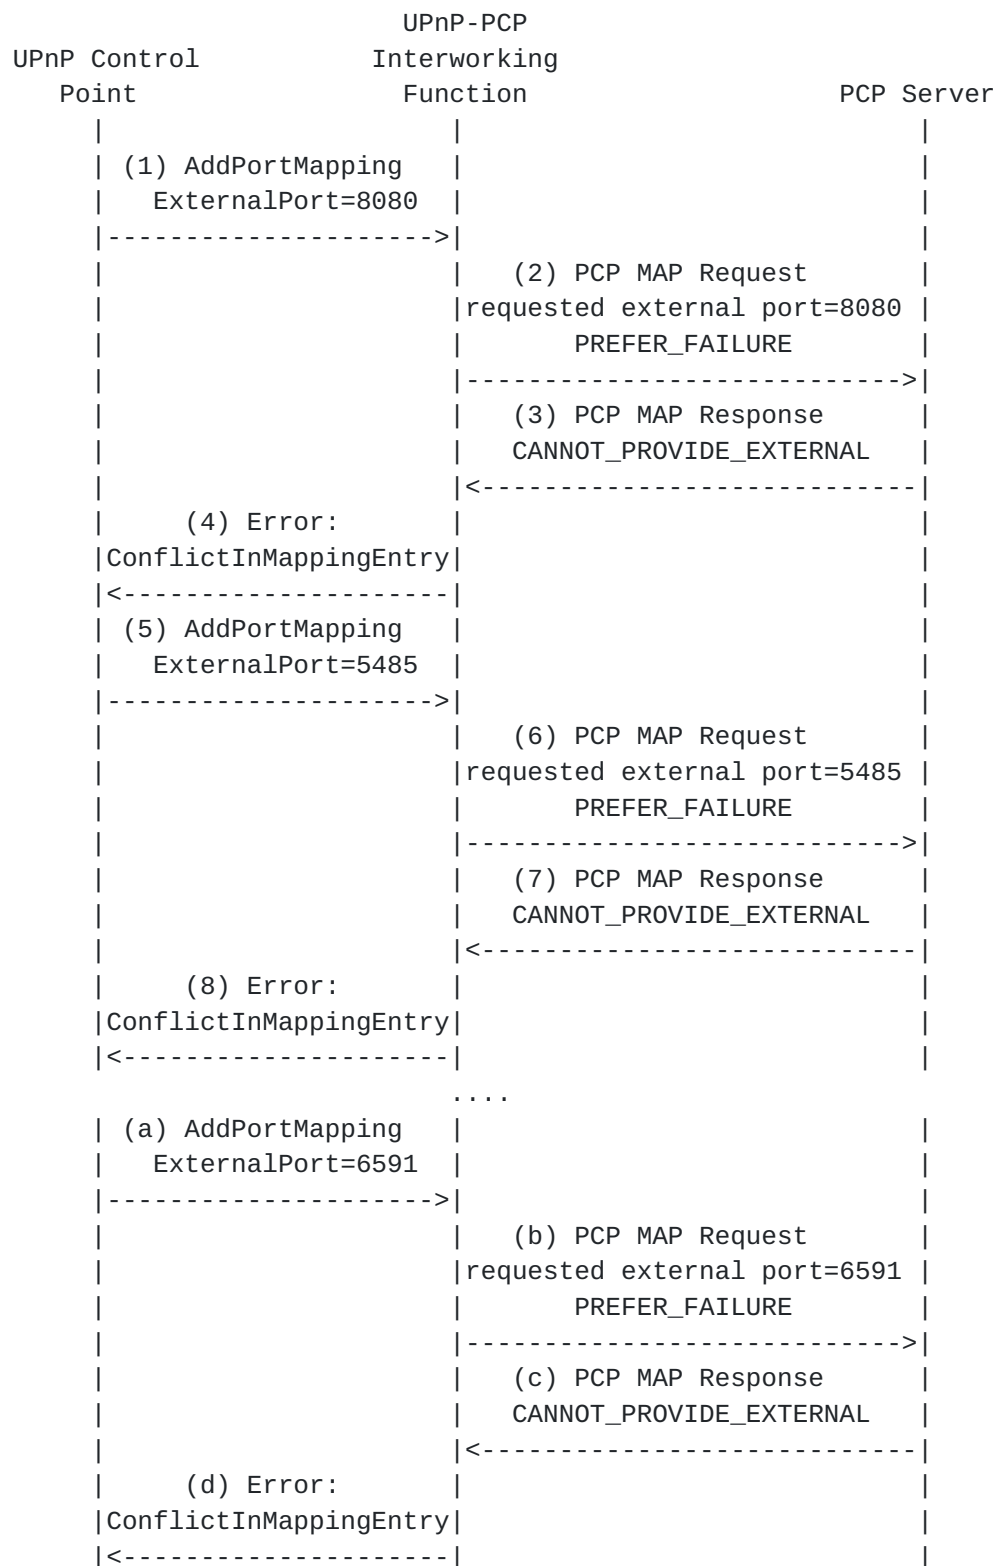 UPnP-PCP
UPnP Control           Interworking
   Point                 Function                    PCP Server
     |                      |                             |
     | (1) AddPortMapping   |                             |
     |   ExternalPort=8080  |                             |
     |--------------------->|                             |
     |                      |   (2) PCP MAP Request       |
     |                      |requested external port=8080 |
     |                      |       PREFER_FAILURE        |
     |                      |---------------------------->|
     |                      |   (3) PCP MAP Response      |
     |                      |   CANNOT_PROVIDE_EXTERNAL   |
     |                      |<----------------------------|
     |     (4) Error:       |                             |
     |ConflictInMappingEntry|                             |
     |<---------------------|                             |
     | (5) AddPortMapping   |                             |
     |   ExternalPort=5485  |                             |
     |--------------------->|                             |
     |                      |   (6) PCP MAP Request       |
     |                      |requested external port=5485 |
     |                      |       PREFER_FAILURE        |
     |                      |---------------------------->|
     |                      |   (7) PCP MAP Response      |
     |                      |   CANNOT_PROVIDE_EXTERNAL   |
     |                      |<----------------------------|
     |     (8) Error:       |                             |
     |ConflictInMappingEntry|                             |
     |<---------------------|                             |
                            ....
     | (a) AddPortMapping   |                             |
     |   ExternalPort=6591  |                             |
     |--------------------->|                             |
     |                      |   (b) PCP MAP Request       |
     |                      |requested external port=6591 |
     |                      |       PREFER_FAILURE        |
     |                      |---------------------------->|
     |                      |   (c) PCP MAP Response      |
     |                      |   CANNOT_PROVIDE_EXTERNAL   |
     |                      |<----------------------------|
     |     (d) Error:       |                             |
     |ConflictInMappingEntry|                             |
     |<---------------------|                             |